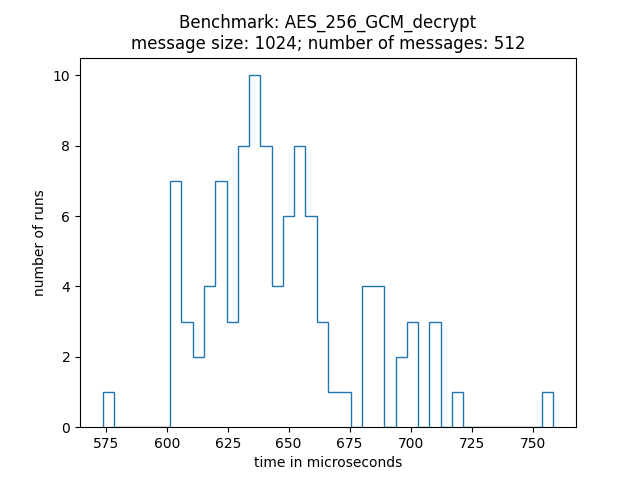 Benchmark: AES_256_GCM_decrypt
message size: 1024; number of messages: 512
10
8
6
4
2
0
number of runs
575 600 625 650 675 700 725 750
time in microseconds